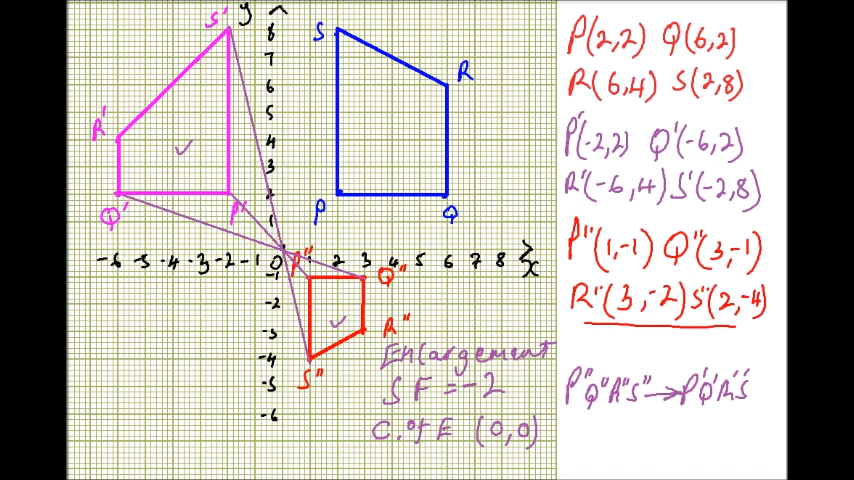 S' y
8
S
7
R
6
5
R'
4
3
2
Q' P' P Q
1
-6 -5 -4 -3 -2 -1 0 P" 2 3 4 5 6 7 8 x
-1 Q"
-2
-3 R"
-4 Enlargement
S"
-5 SF = -2
-6 C. of E (0,0)
P(2,2) Q(6,2)
R(6,4) S(2,8)
P'(-2,2) Q'(-6,2)
R'(-6,4) S'(-2,8)
P"(1,-1) Q"(3,-1)
R"(3,-2) S"(2,-4)
P"Q"R"S" → P'Q'R'S'